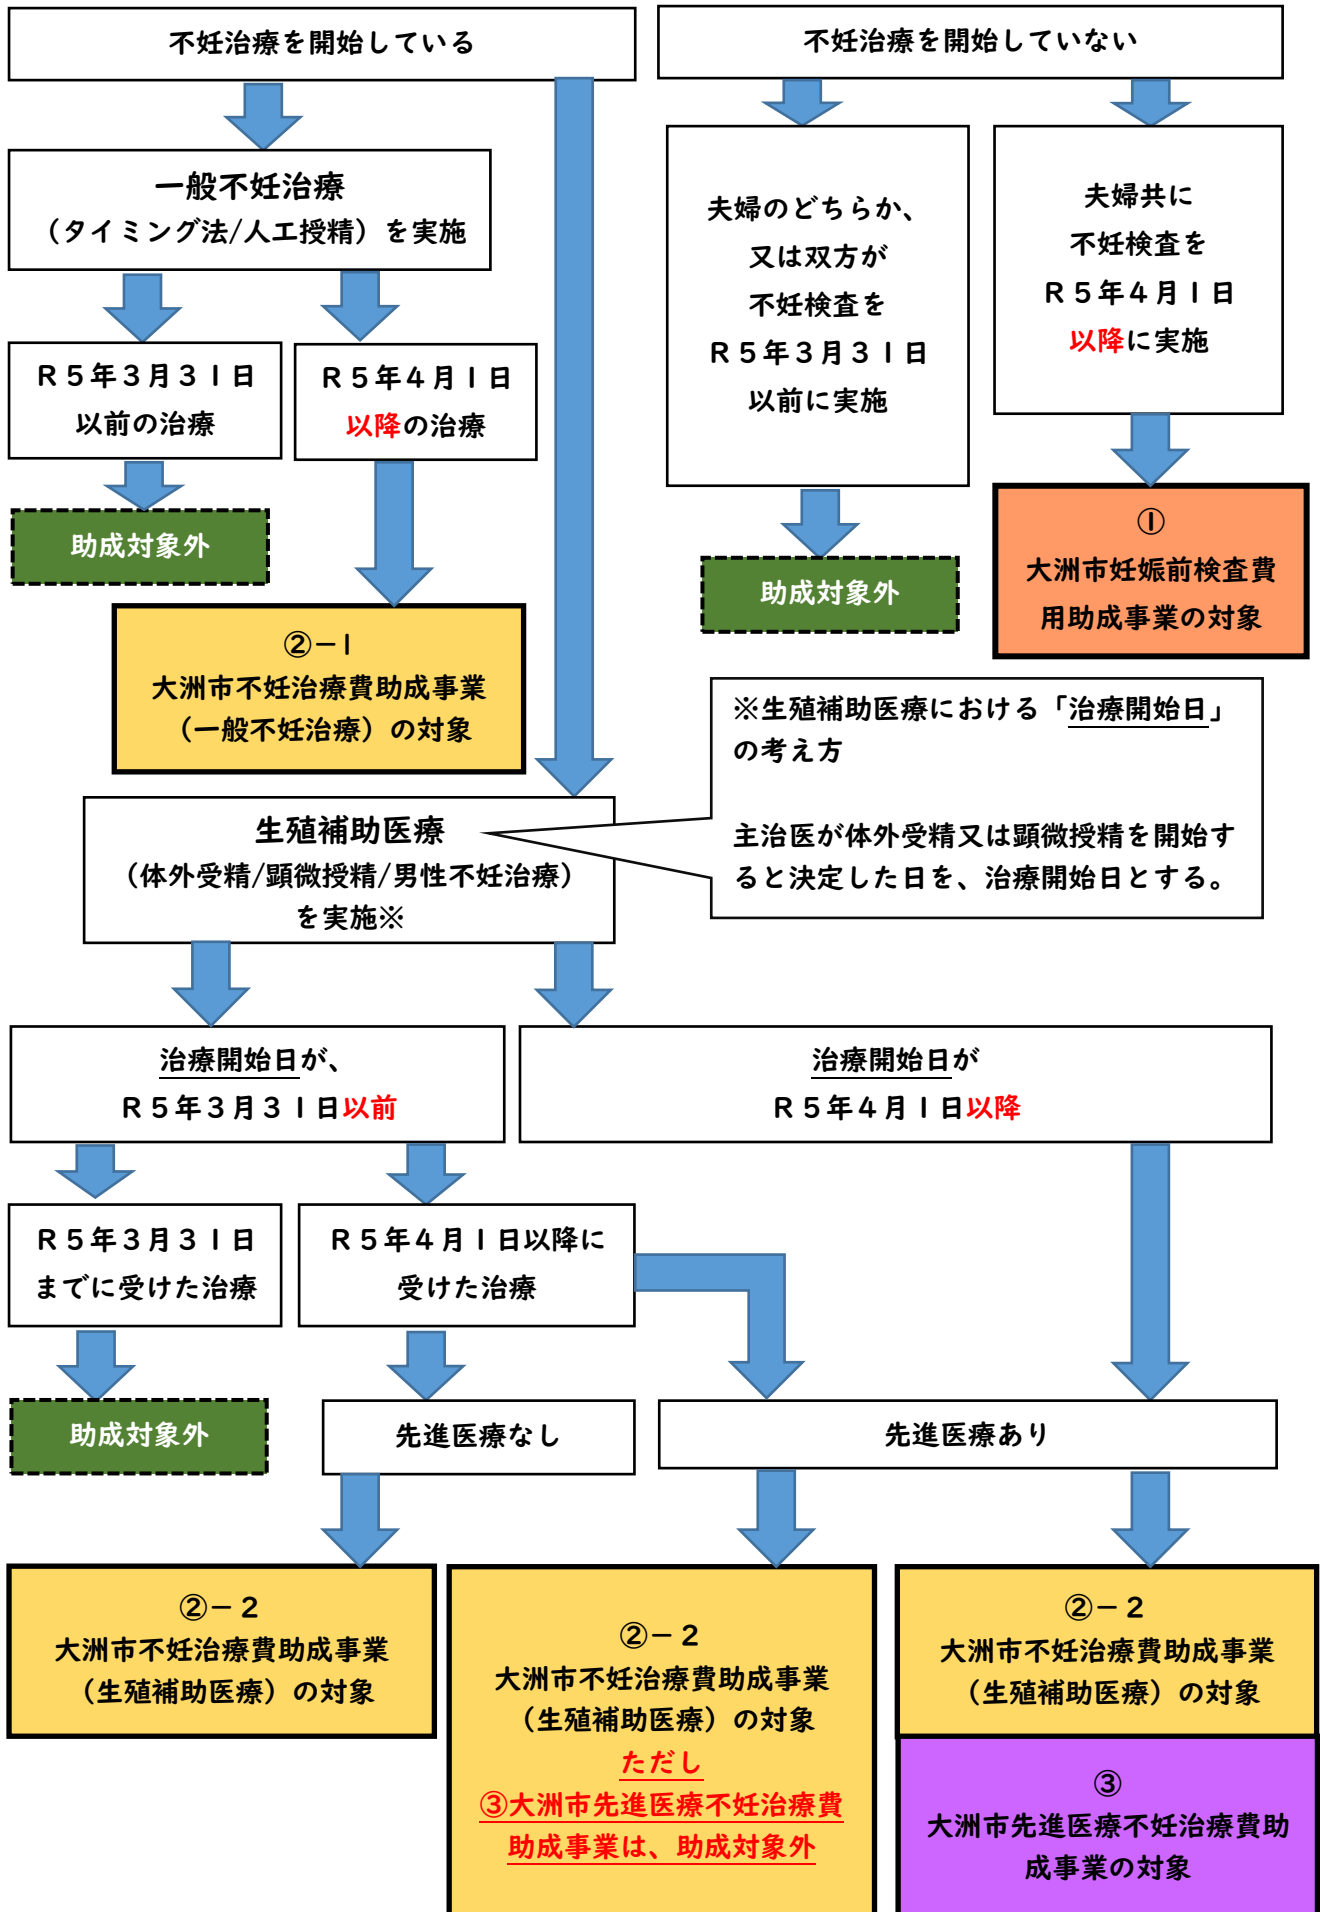 不妊治療を開始している
不妊治療を開始していない
一般不妊治療
（タイミング法/人工授精）を実施
夫婦のどちらか、
又は双方が
不妊検査を
Ｒ５年３月３１日
以前に実施
夫婦共に
不妊検査を
Ｒ５年４月１日
以降に実施
Ｒ５年３月３１日
以前の治療
Ｒ５年４月１日
以降の治療
助成対象外
助成対象外
①
大洲市妊娠前検査費
用助成事業の対象
②－１
大洲市不妊治療費助成事業
（一般不妊治療）の対象
※生殖補助医療における「治療開始日」
の考え方
主治医が体外受精又は顕微授精を開始す
ると決定した日を、治療開始日とする。
生殖補助医療
（体外受精/顕微授精/男性不妊治療）
を実施※
治療開始日が、
Ｒ５年３月３１日以前
治療開始日が
Ｒ５年４月１日以降
Ｒ５年３月３１日
までに受けた治療
Ｒ５年４月１日以降に
受けた治療
助成対象外
先進医療なし
先進医療あり
②－２
大洲市不妊治療費助成事業
（生殖補助医療）の対象
②－２
大洲市不妊治療費助成事業
（生殖補助医療）の対象
ただし
③大洲市先進医療不妊治療費
助成事業は、助成対象外
②－２
大洲市不妊治療費助成事業
（生殖補助医療）の対象
③
大洲市先進医療不妊治療費助
成事業の対象